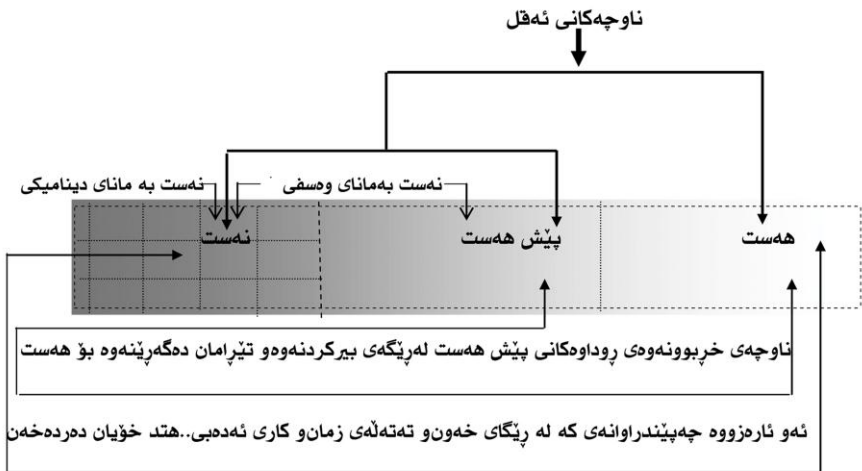 ناوچەکانی ئەقل
نەست بەمانای وەسفی
نەست بە مانای دینامیکی
هەست
پێش هەست
نەست
ناوچەی خڕبوونەوەی ڕوداوەکانی پێش هەست لەڕێگەی بیرکردنەوەو تێڕامان دەگەڕێنەوە بۆ هەست
ئەو ئارەزووە چەپێندراوانەی کە لە ڕێگای خەون‌و تەتەڵەی زمان‌و کاری ئەدەبی..هتد خۆیان دەردەخەن